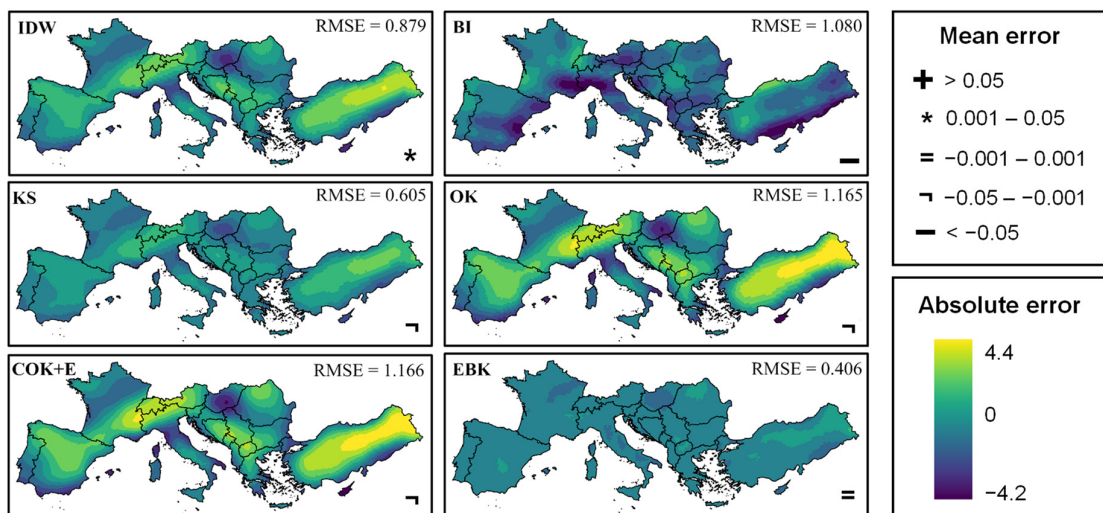 IDW RMSE = 0.879
*
BI RMSE = 1.080
−
KS RMSE = 0.605
¬
OK RMSE = 1.165
¬
COK+E RMSE = 1.166
¬
EBK RMSE = 0.406
=
Mean error
+ > 0.05
* 0.001 – 0.05
= −0.001 – 0.001
¬ −0.05 – −0.001
− < −0.05
Absolute error
4.4
0
−4.2